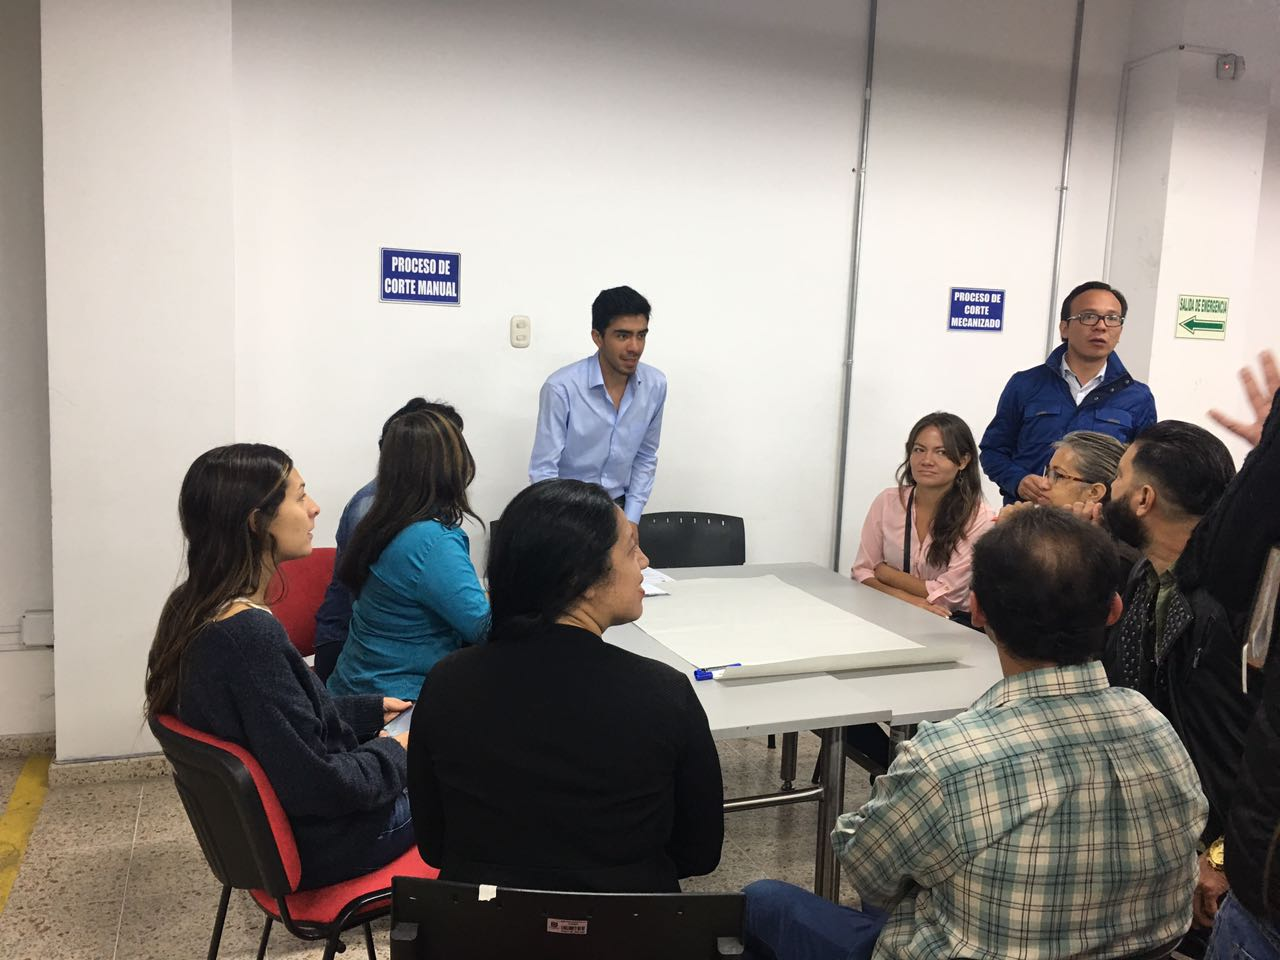 PROCESO DE
CORTE MANUAL
PROCESO DE
CORTE
MECANIZADO
SALIDA DE EMERGENCIA